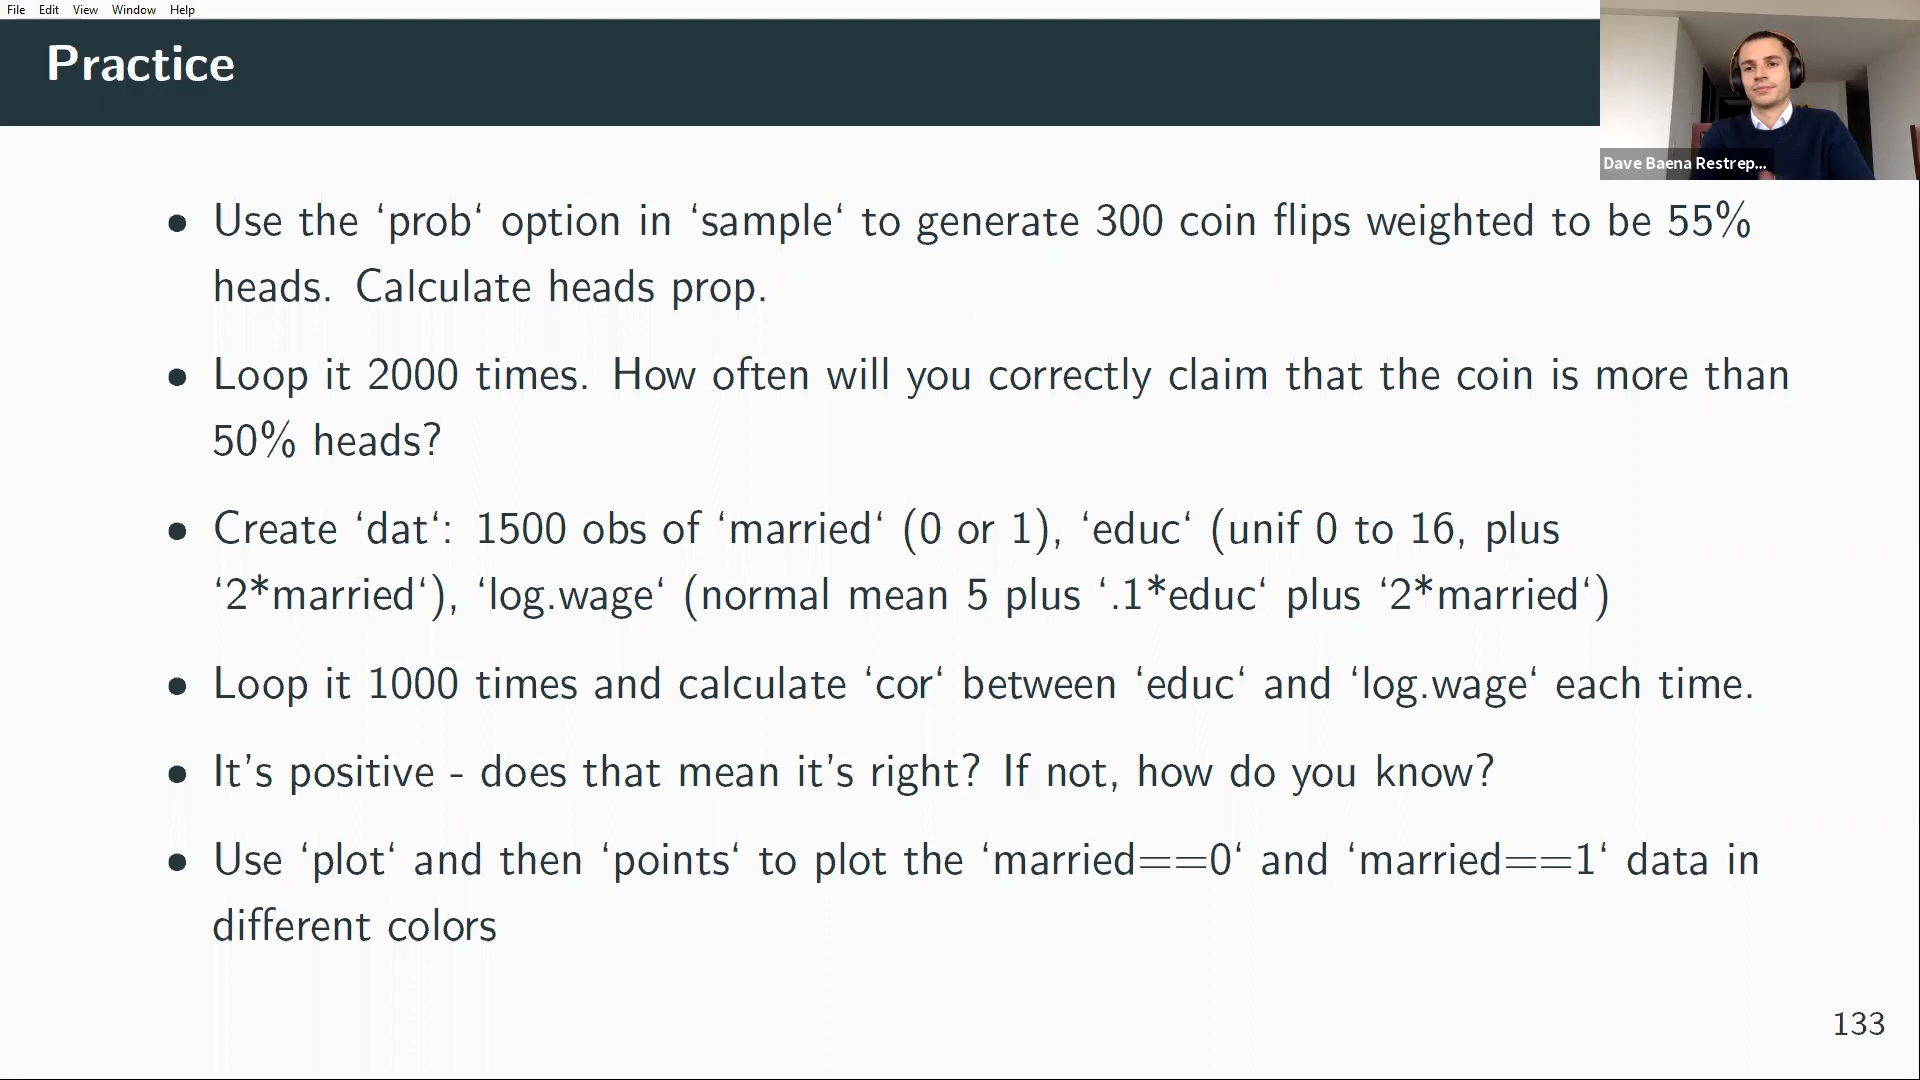 File Edit View Window Help
Practice
Dave Baena Restrep...
• Use the ‘prob‘ option in ‘sample‘ to generate 300 coin flips weighted to be 55%
heads. Calculate heads prop.
• Loop it 2000 times. How often will you correctly claim that the coin is more than
50% heads?
• Create ‘dat‘: 1500 obs of ‘married‘ (0 or 1), ‘educ‘ (unif 0 to 16, plus
‘2*married‘), ‘log.wage‘ (normal mean 5 plus ‘.1*educ‘ plus ‘2*married‘)
• Loop it 1000 times and calculate ‘cor‘ between ‘educ‘ and ‘log.wage‘ each time.
• It’s positive - does that mean it’s right? If not, how do you know?
• Use ‘plot‘ and then ‘points‘ to plot the ‘married==0‘ and ‘married==1‘ data in
different colors
133